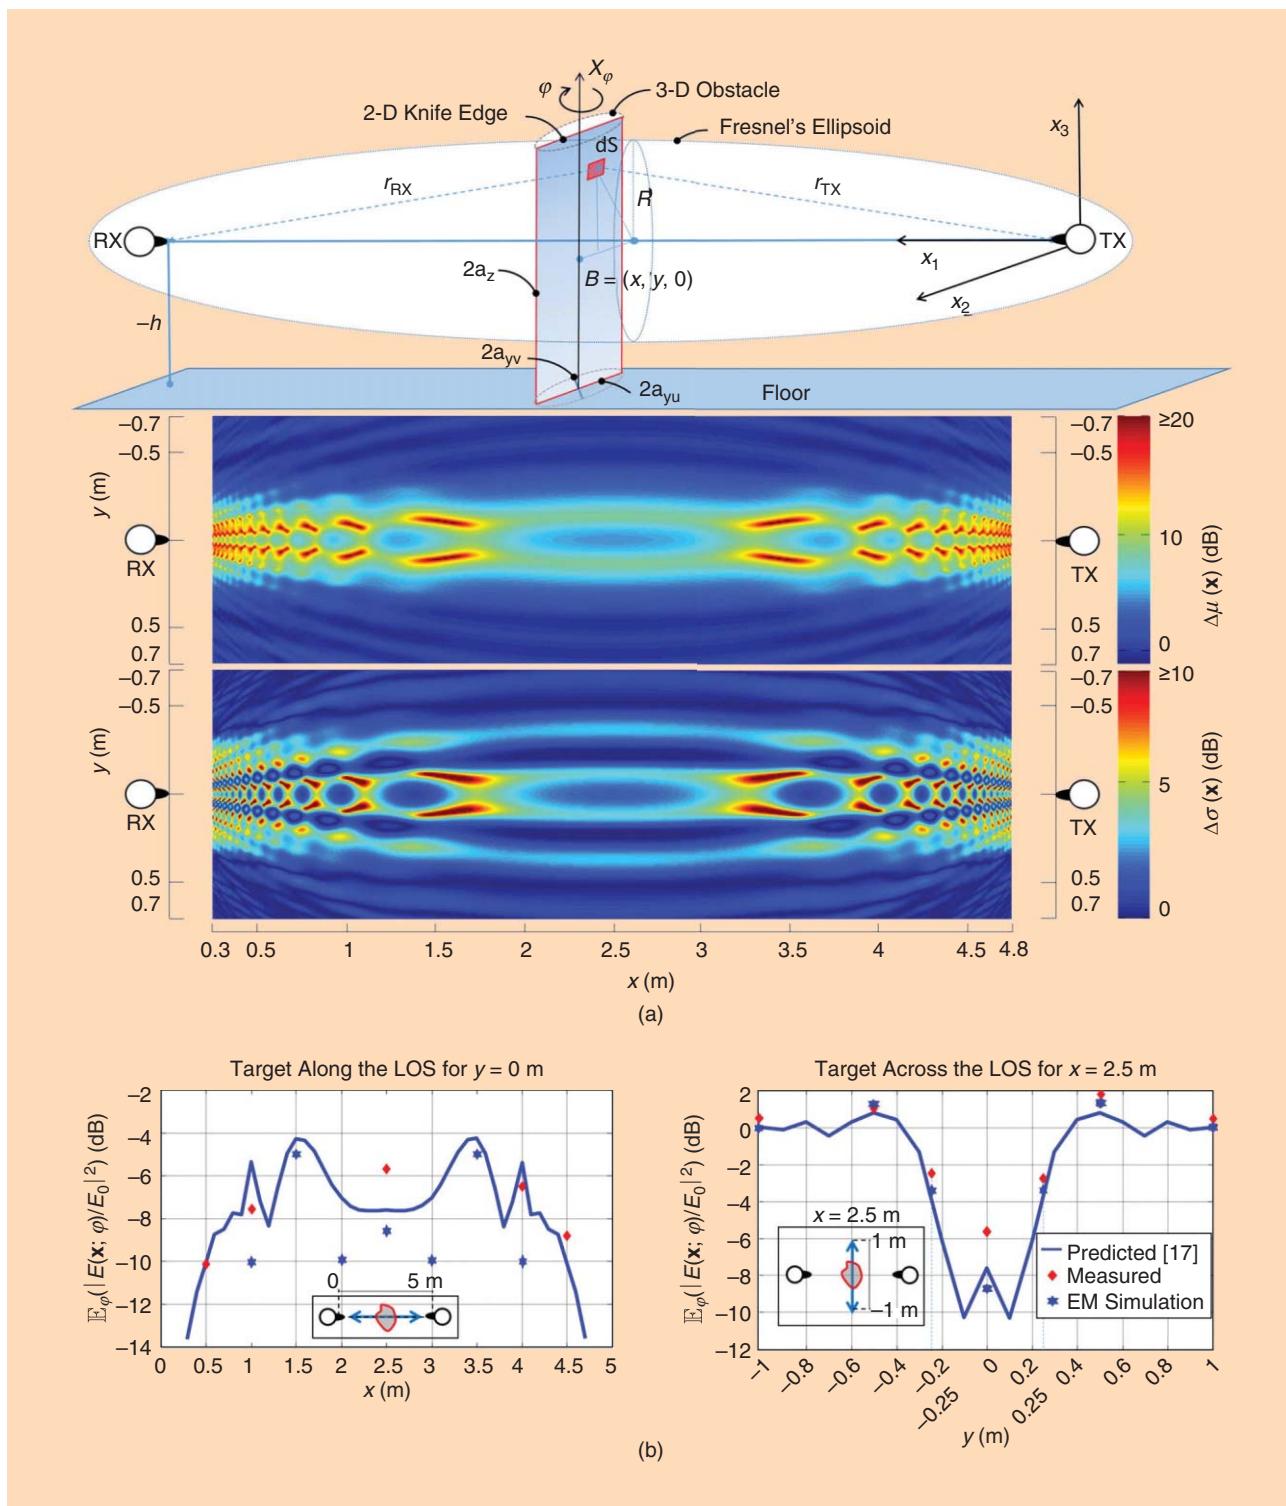 X_φ
φ
3-D Obstacle
2-D Knife Edge
Fresnel's Ellipsoid
x_3
dS
r_RX
r_TX
R
RX
TX
x_1
2a_z
B = (x, y, 0)
x_2
–h
2a_yv
2a_yu
Floor
–0.7
–0.5
y (m)
RX
0.5
0.7
–0.7
–0.5
TX
0.5
0.7
≥20
10
0
Δμ (x) (dB)
–0.7
–0.5
y (m)
RX
0.5
0.7
–0.7
–0.5
TX
0.5
0.7
≥10
5
0
Δσ (x) (dB)
0.3 0.5 1 1.5 2 2.5 3 3.5 4 4.5 4.8
x (m)
(a)
Target Along the LOS for y = 0 m
𝔼_φ(|E(x; φ)/E_0|^2) (dB)
–2
–4
–6
–8
–10
–12
–14
0 5 m
0 0.5 1 1.5 2 2.5 3 3.5 4 4.5 5
x (m)
Target Across the LOS for x = 2.5 m
𝔼_φ(|E(x; φ)/E_0|^2) (dB)
2
0
–2
–4
–6
–8
–10
–12
x = 2.5 m
1 m
–1 m
Predicted [17]
Measured
EM Simulation
–1 –0.8 –0.6 –0.4 –0.2 –0.25 0 0.2 0.25 0.4 0.6 0.8 1
y (m)
(b)